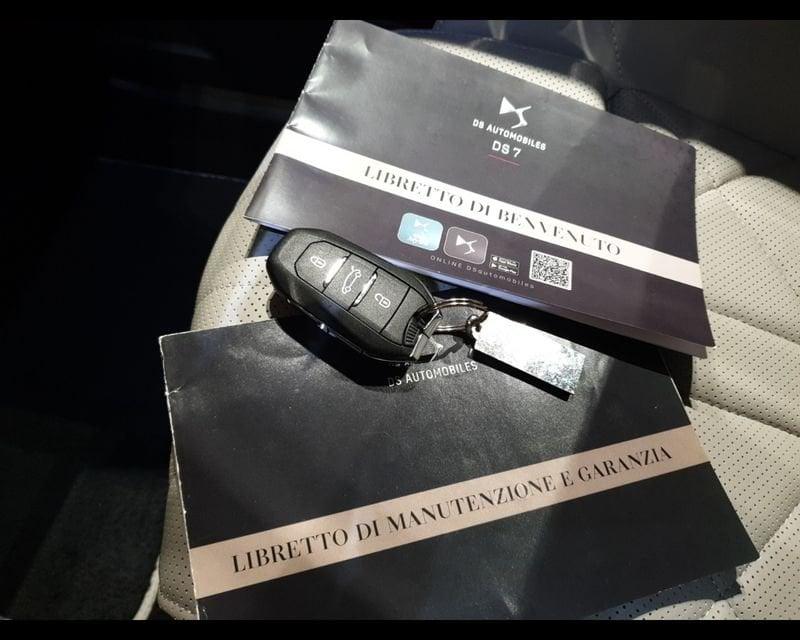 DS AUTOMOBILES
DS 7
LIBRETTO DI BENVENUTO
ONLINE DSautomobiles
DS AUTOMOBILES
LIBRETTO DI MANUTENZIONE E GARANZIA